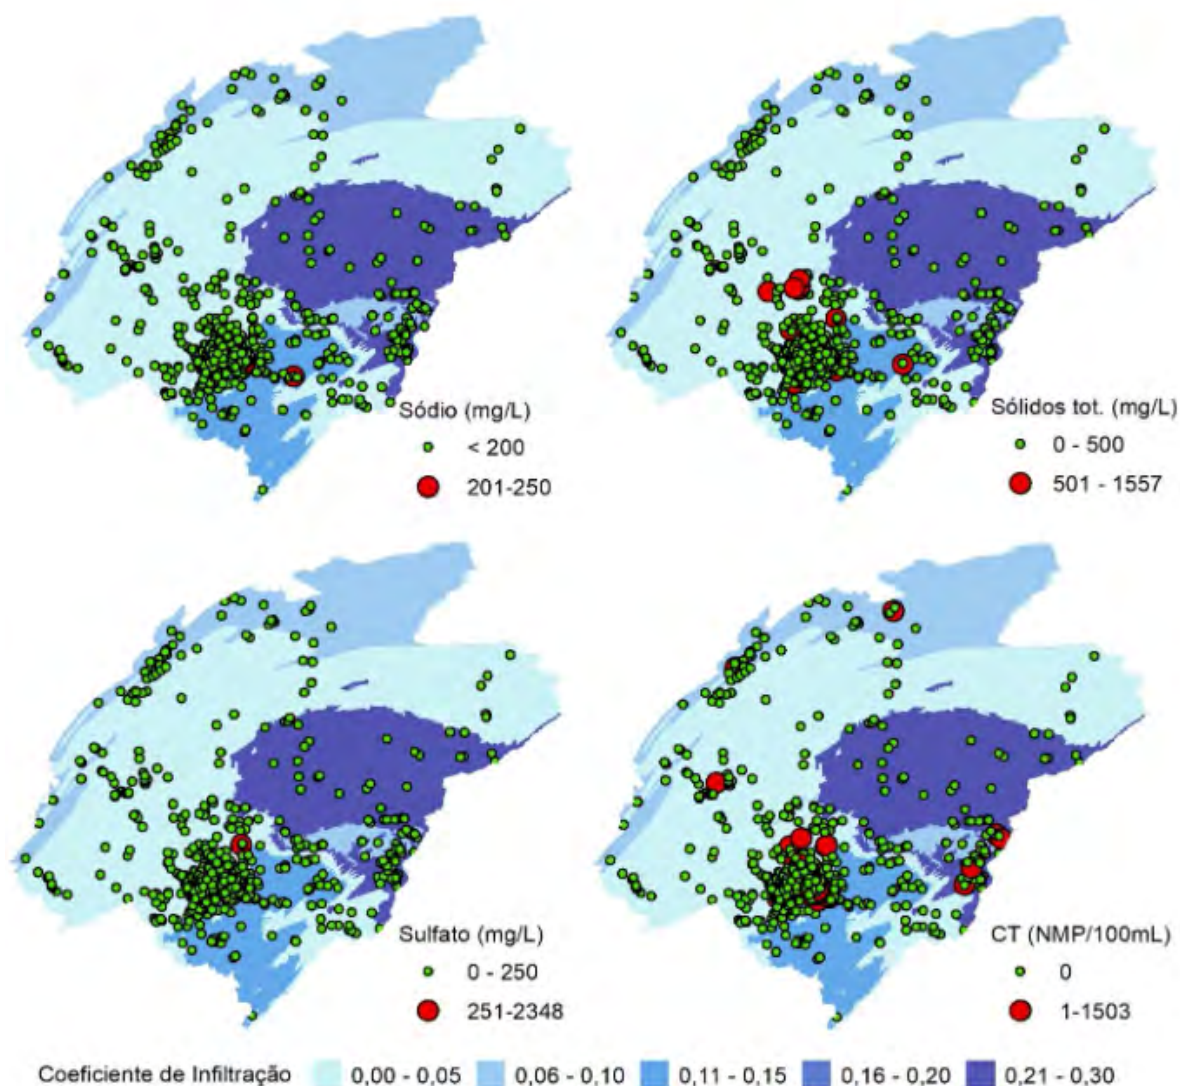 Sódio (mg/L)
< 200
201-250
Sólidos tot. (mg/L)
0 - 500
501 - 1557
Sulfato (mg/L)
0 - 250
251-2348
CT (NMP/100mL)
0
1-1503
Coeficiente de Infiltração 0,00 - 0,05 0,06 - 0,10 0,11 - 0,15 0,16 - 0,20 0,21 - 0,30